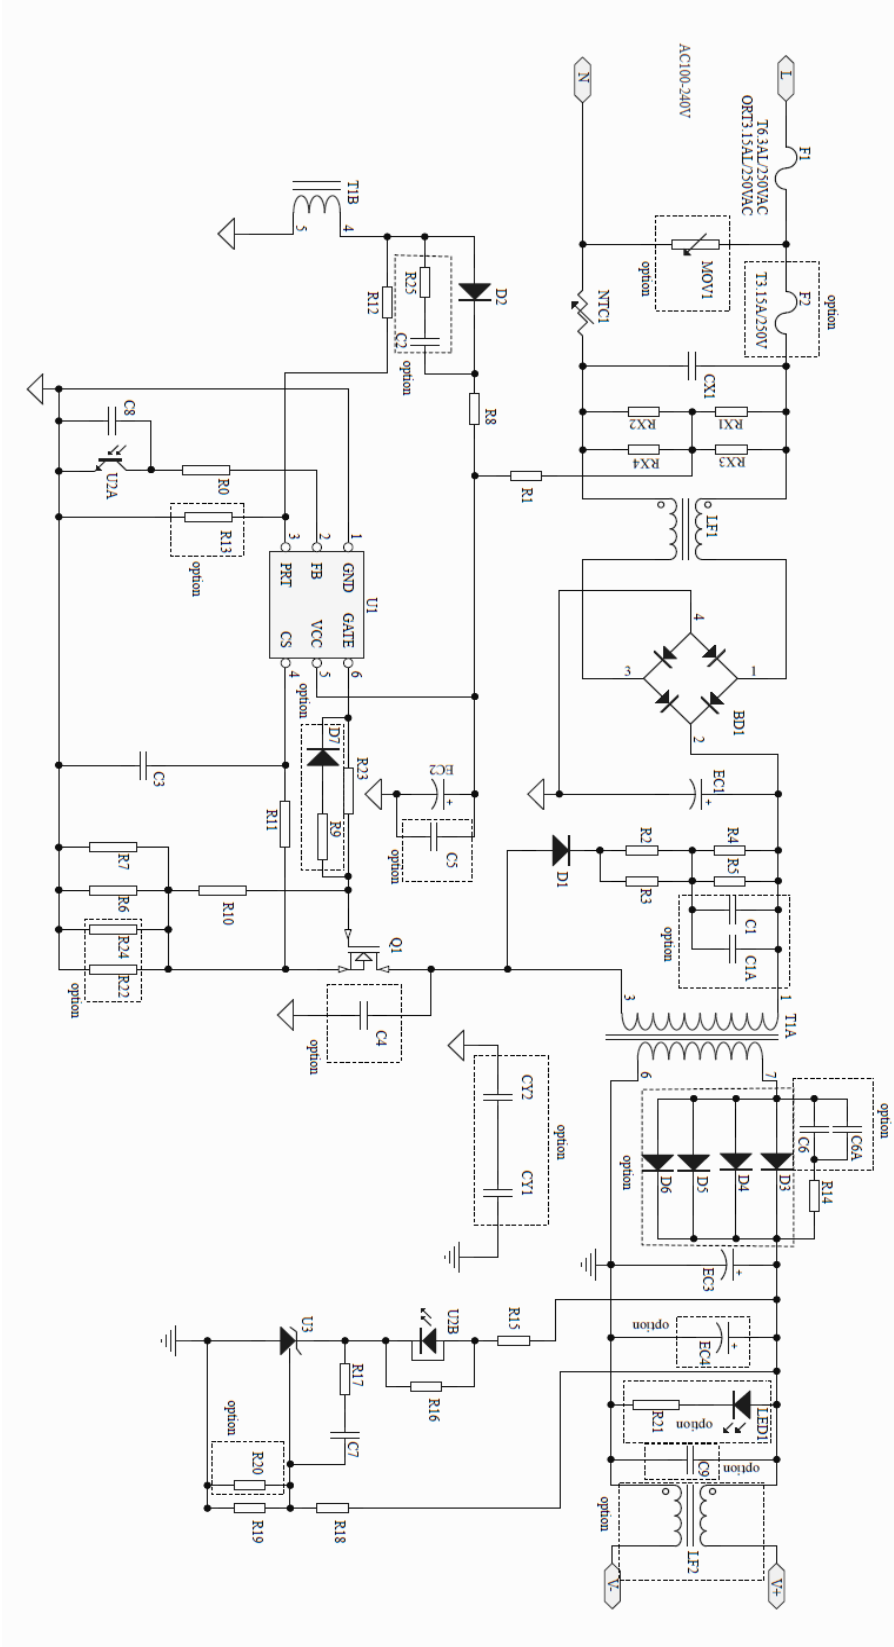 AC100-240V
L
N
F1
T6.3AL/250VAC
ORT3.15AL/250VAC
F2
T3.15A/250V
option
MOV1
option
NTC1
CX1
RX1
RX2
RX3
RX4
LF1
R1
4
1
3
2
BD1
EC1
+
R4
R5
R2
R3
C1
C1A
option
D1
1
3
T1A
7
6
C6
C6A
option
R14
D3
D4
D5
D6
option
EC3
+
EC4
+
option
LED1
R21
option
C9
option
LF2
option
V+
V-
T1B
4
5
D2
R25
C2
option
R12
R8
C8
U2A
R0
R13
option
1
2
3
GND
FB
PRT
U1
GATE
VCC
CS
6
5
4
option
D7
R9
R23
EC2
+
C5
option
C3
R11
R7
R6
R24
R22
option
R10
Q1
C4
option
CY2
CY1
option
U3
U2B
R15
R16
R17
C7
R20
option
R19
R18